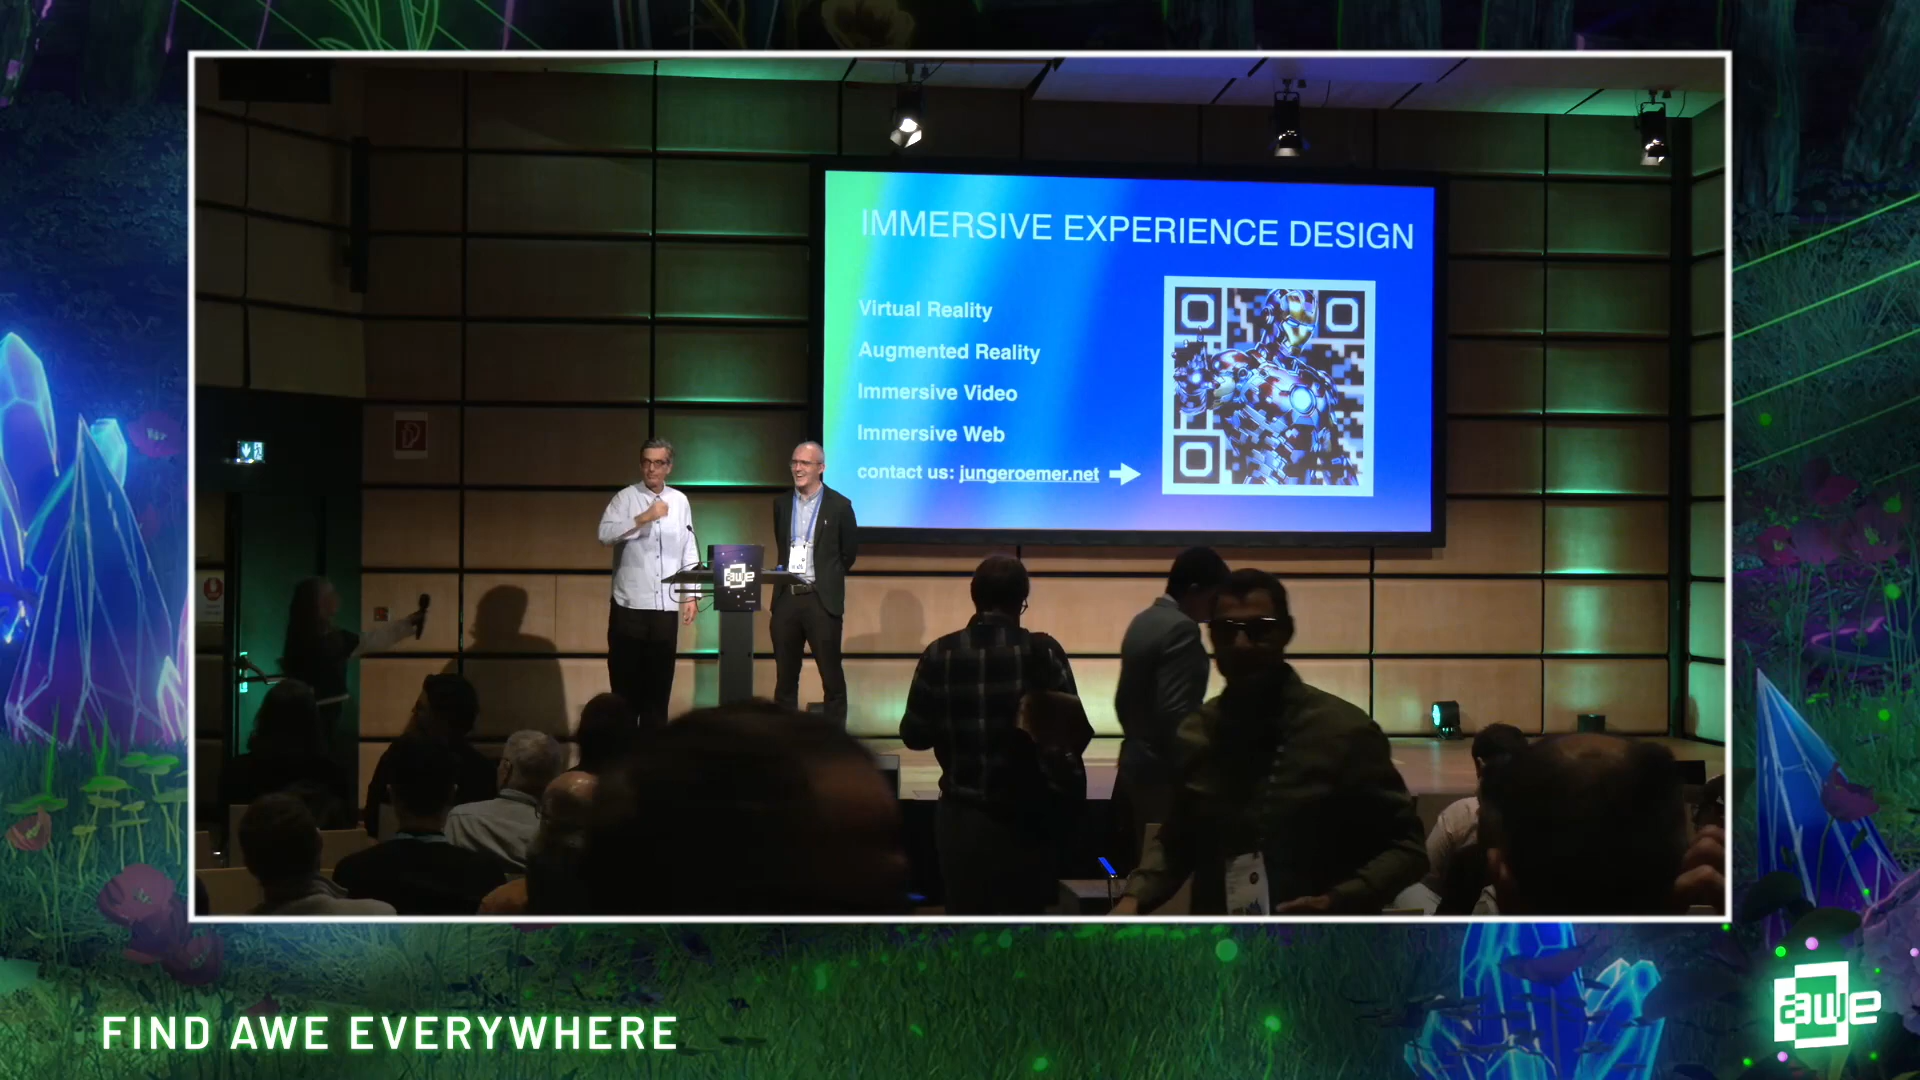 IMMERSIVE EXPERIENCE DESIGN
Virtual Reality
Augmented Reality
Immersive Video
Immersive Web
contact us: jungeroemer.net
awe
FIND AWE EVERYWHERE
awe